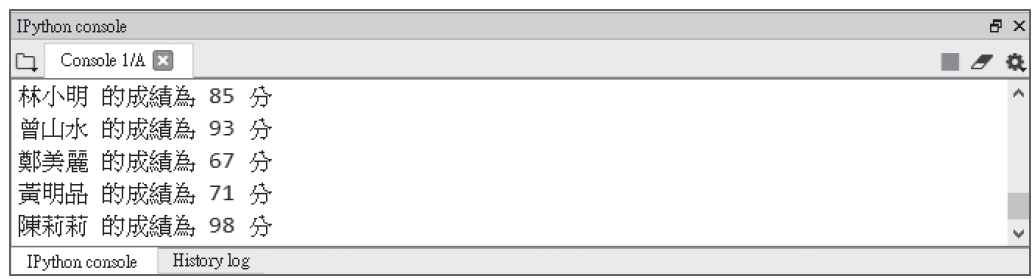 IPython console
Console 1/A
林小明 的成績為 85 分
曾山水 的成績為 93 分
鄭美麗 的成績為 67 分
黃明品 的成績為 71 分
陳莉莉 的成績為 98 分
IPython console History log